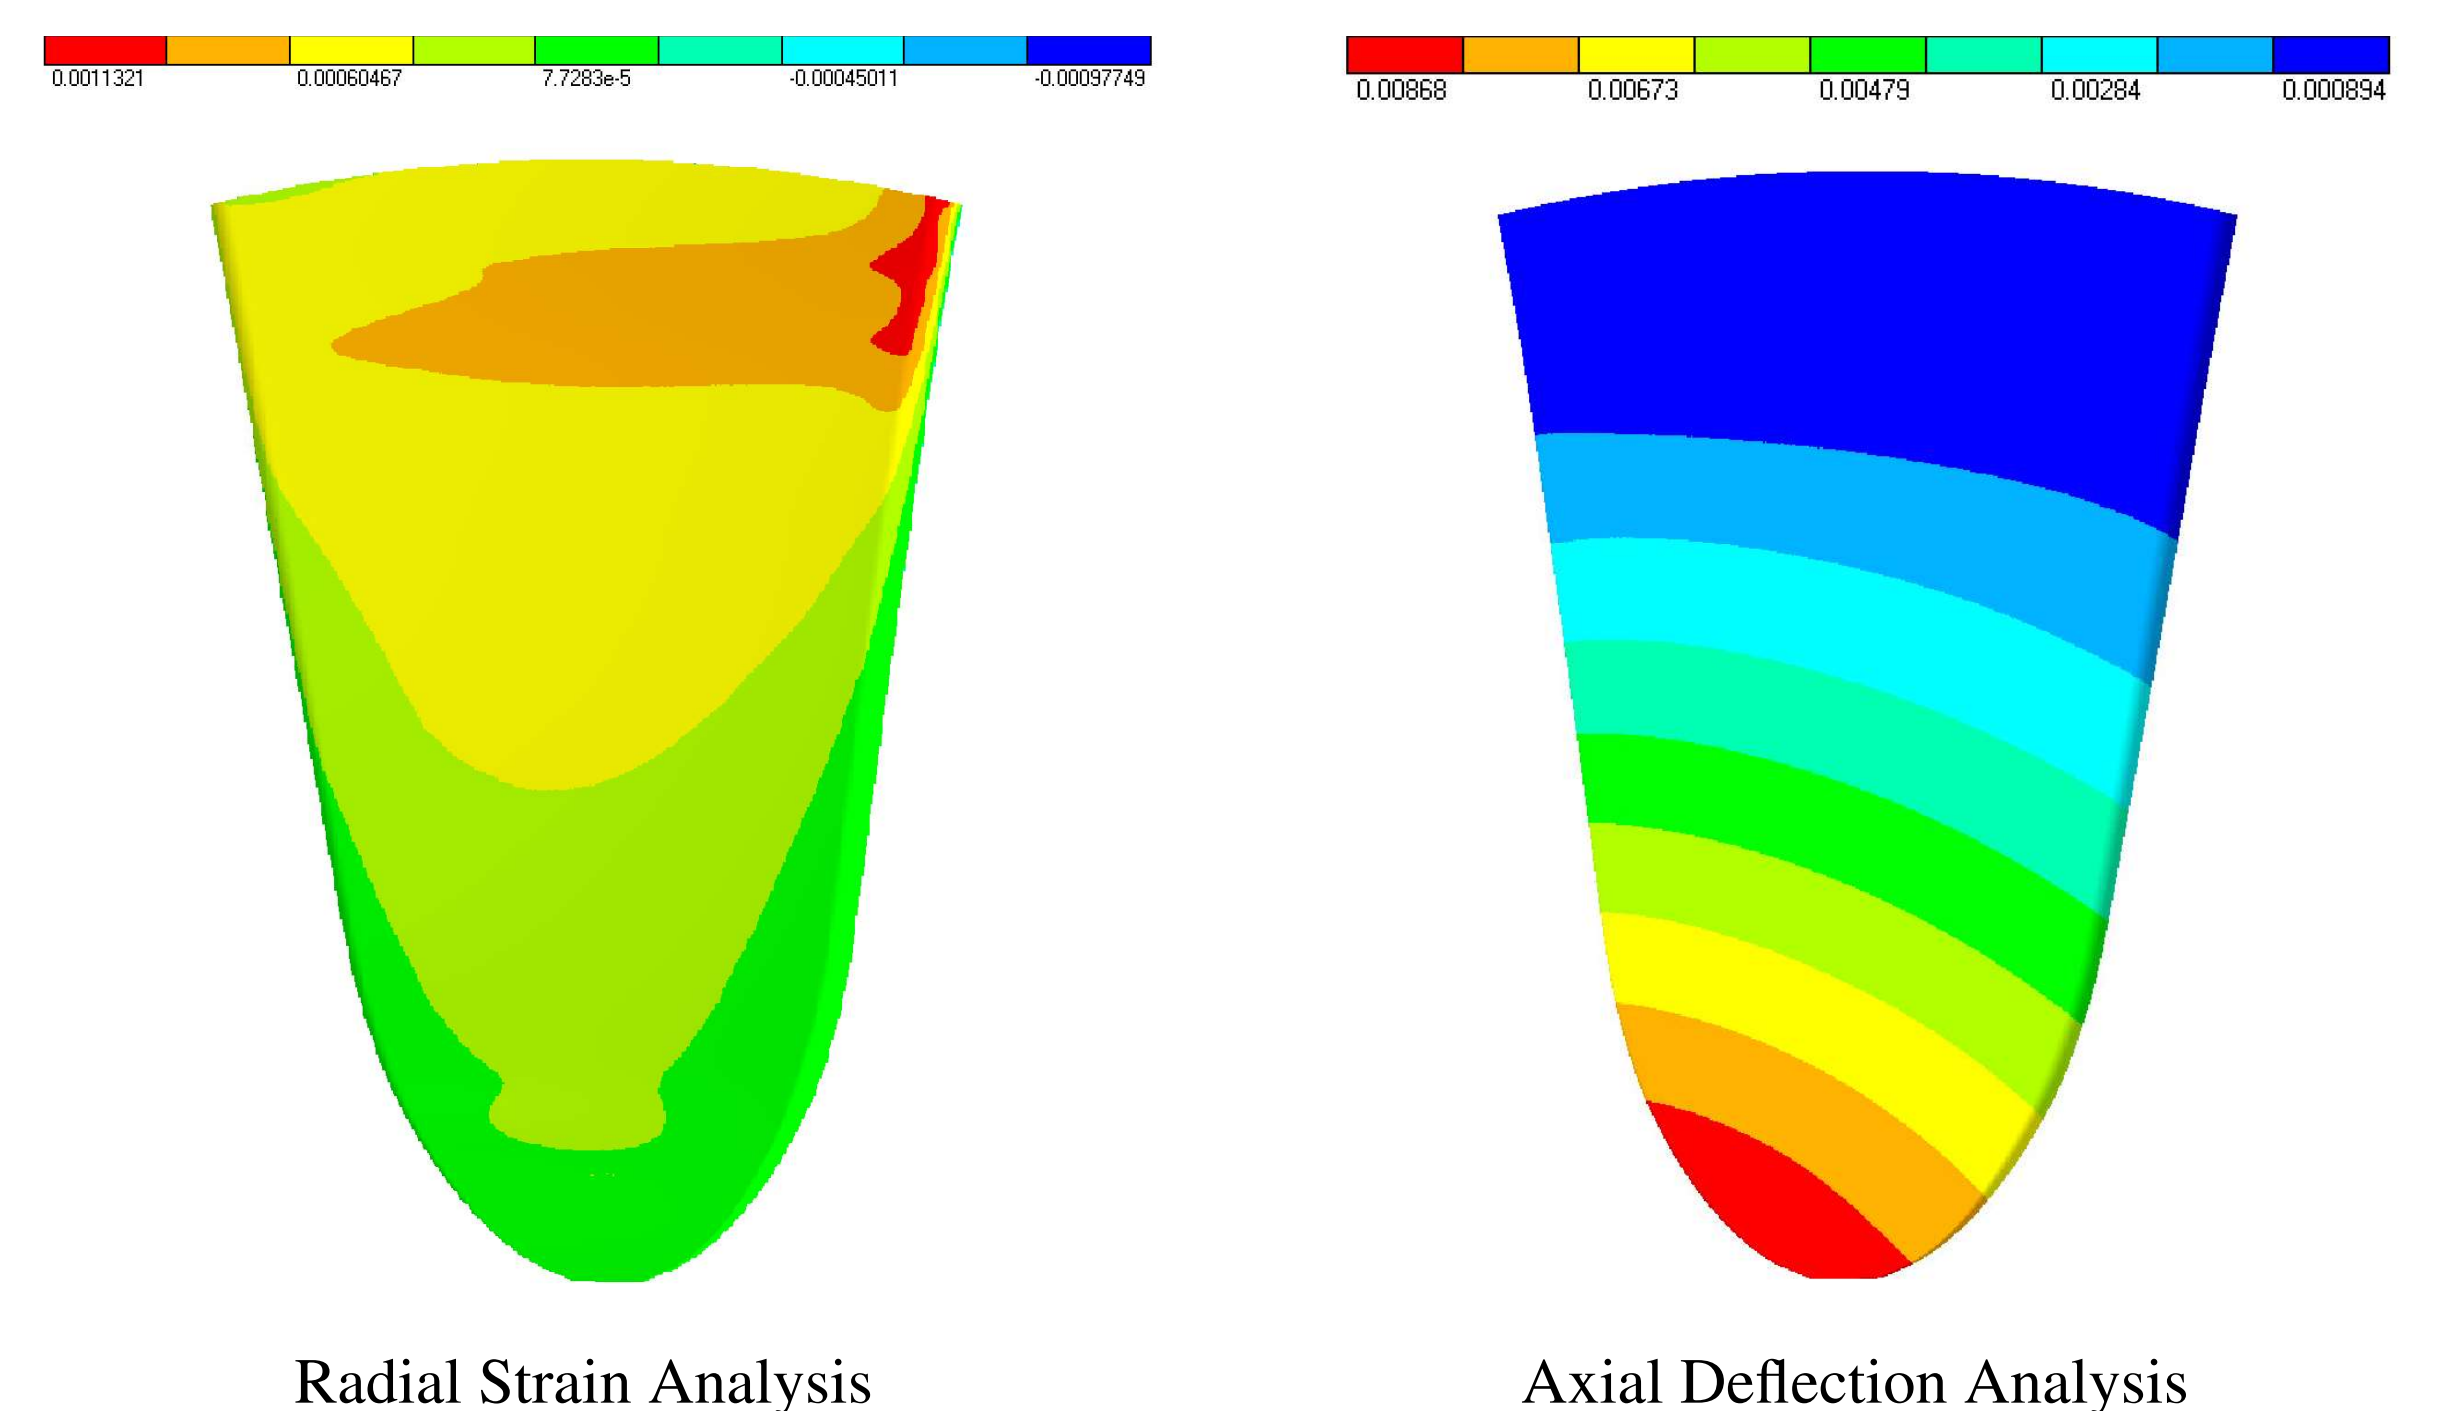 0.0011321 0.00060467 7.7283e-5 -0.00045011 -0.00097749
0.00868 0.00673 0.00479 0.00284 0.000894
Radial Strain Analysis
Axial Deflection Analysis